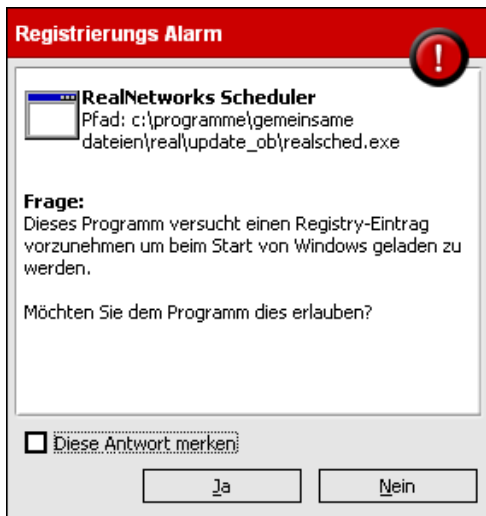 Registrierungs Alarm
!
RealNetworks Scheduler
Pfad: c:\programme\gemeinsame
dateien\real\update_ob\realsched.exe
Frage:
Dieses Programm versucht einen Registry-Eintrag
vorzunehmen um beim Start von Windows geladen zu
werden.
Möchten Sie dem Programm dies erlauben?
Diese Antwort merken
Ja
Nein